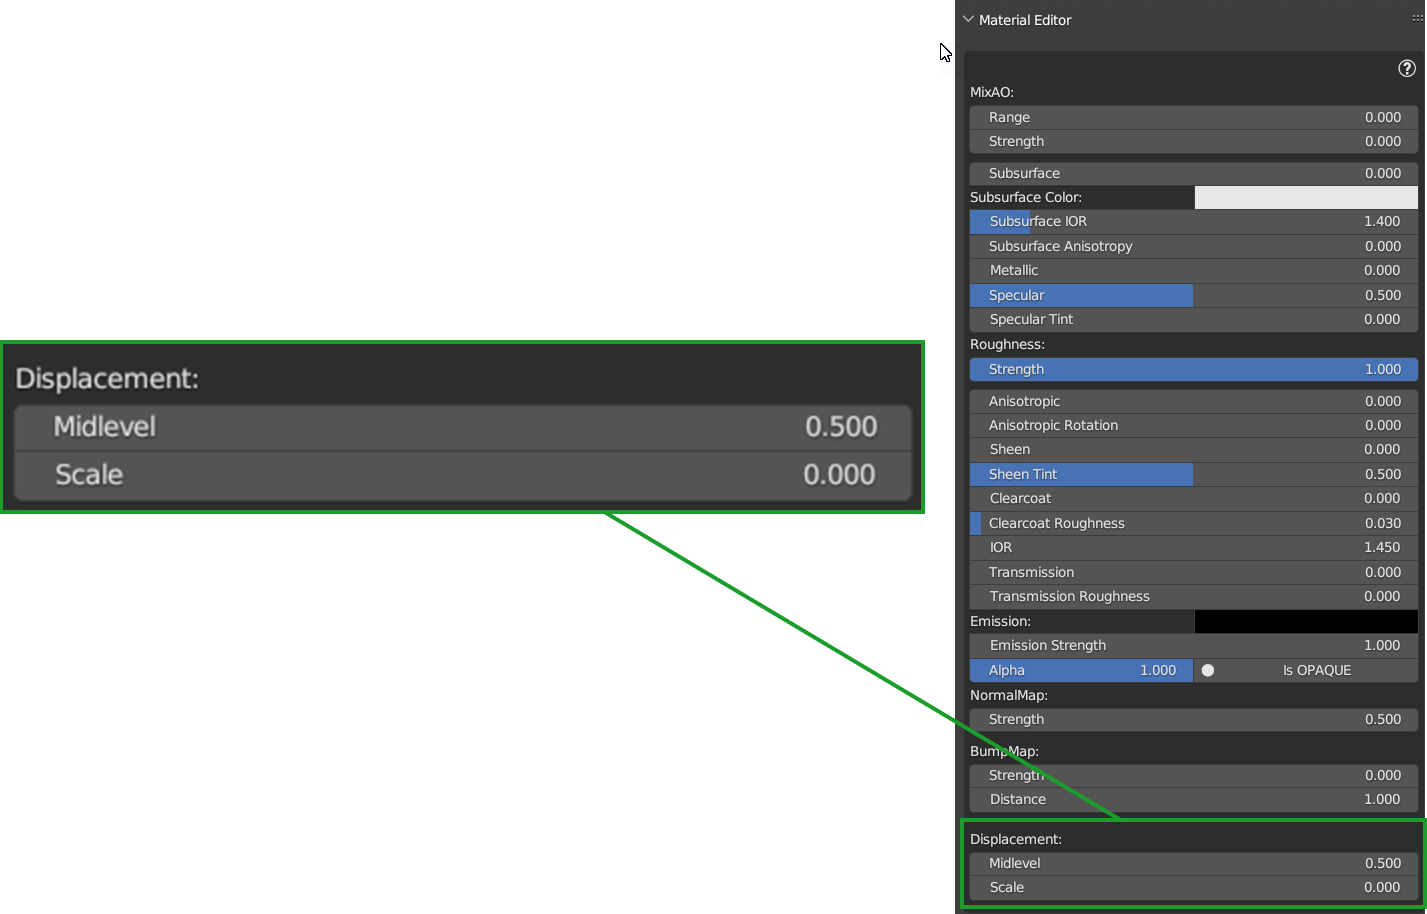 Material Editor
MixAO:
Range 0.000
Strength 0.000
Subsurface 0.000
Subsurface Color:
Subsurface IOR 1.400
Subsurface Anisotropy 0.000
Metallic 0.000
Specular 0.500
Specular Tint 0.000
Roughness:
Strength 1.000
Anisotropic 0.000
Anisotropic Rotation 0.000
Sheen 0.000
Sheen Tint 0.500
Clearcoat 0.000
Clearcoat Roughness 0.030
IOR 1.450
Transmission 0.000
Transmission Roughness 0.000
Emission:
Emission Strength 1.000
Alpha 1.000 Is OPAQUE
NormalMap:
Strength 0.500
BumpMap:
Strength 0.000
Distance 1.000
Displacement:
Midlevel 0.500
Scale 0.000
Displacement:
Midlevel 0.500
Scale 0.000